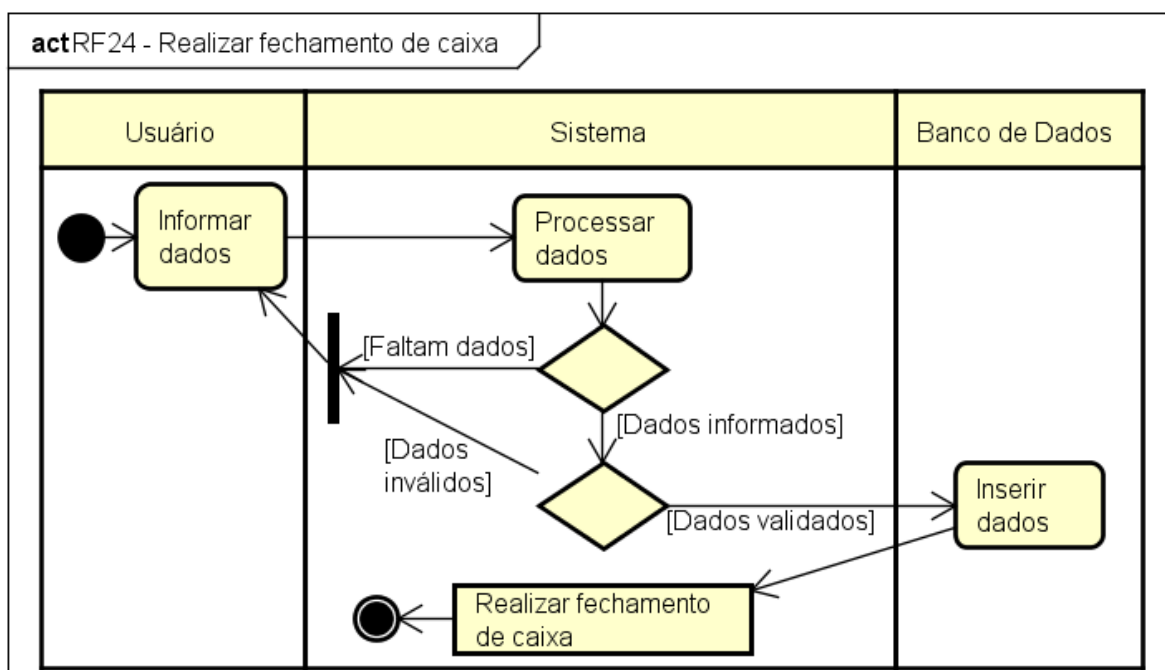 act RF24 - Realizar fechamento de caixa
Usuário
Sistema
Banco de Dados
Informar
dados
Processar
dados
[Faltam dados]
[Dados informados]
[Dados
inválidos]
[Dados validados]
Inserir
dados
Realizar fechamento
de caixa